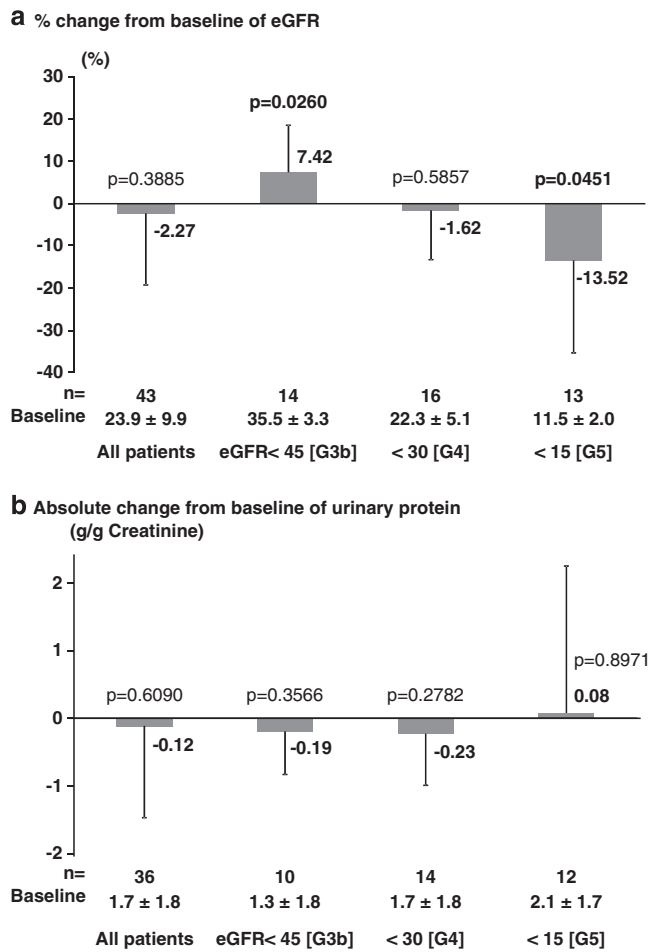 a % change from baseline of eGFR
(%)
30
20
10
0
-10
-20
-30
-40
p=0.3885
-2.27
p=0.0260
7.42
p=0.5857
-1.62
p=0.0451
-13.52
n= 43 14 16 13
Baseline 23.9 ± 9.9 35.5 ± 3.3 22.3 ± 5.1 11.5 ± 2.0
All patients eGFR< 45 [G3b] < 30 [G4] < 15 [G5]
b Absolute change from baseline of urinary protein
(g/g Creatinine)
2
1
0
-1
-2
p=0.6090
-0.12
p=0.3566
-0.19
p=0.2782
-0.23
p=0.8971
0.08
n= 36 10 14 12
Baseline 1.7 ± 1.8 1.3 ± 1.8 1.7 ± 1.8 2.1 ± 1.7
All patients eGFR< 45 [G3b] < 30 [G4] < 15 [G5]